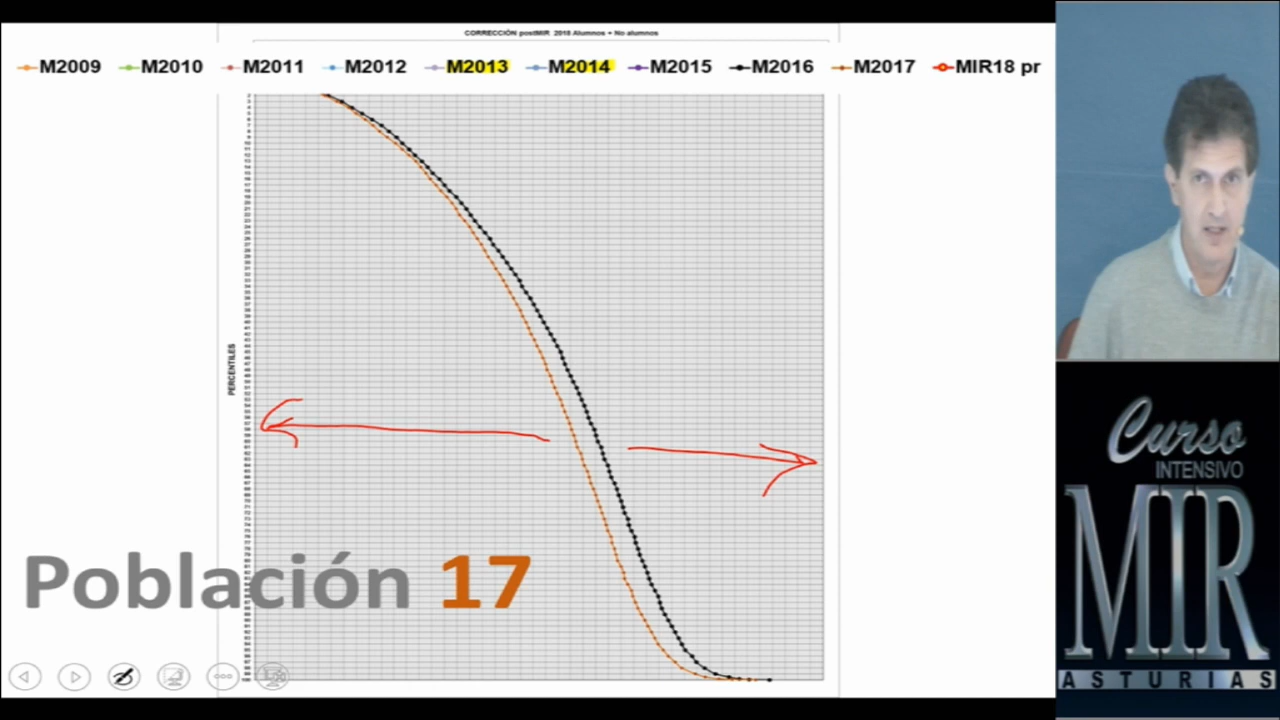 CORRECCIÓN postMIR 2018 Alumnos + No alumnos
M2009 M2010 M2011 M2012 M2013 M2014 M2015 M2016 M2017 MIR18 pr
PERCENTILES
Población 17
Curso
INTENSIVO
MIR
ASTURIAS